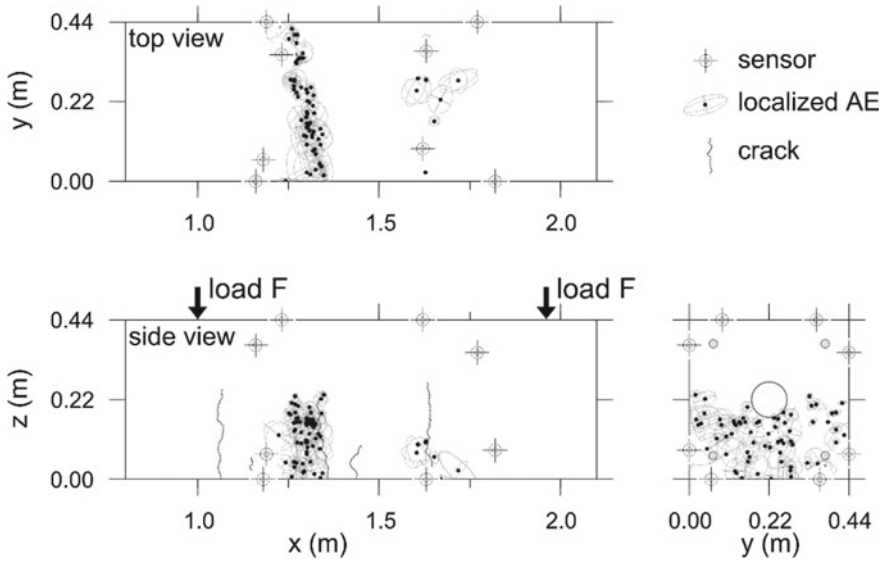 0.44
top view
y (m)
0.22
0.00
1.0
1.5
2.0
sensor
localized AE
crack
load F
load F
0.44
side view
z (m)
0.22
0.00
1.0
1.5
2.0
x (m)
0.00
0.22
0.44
y (m)